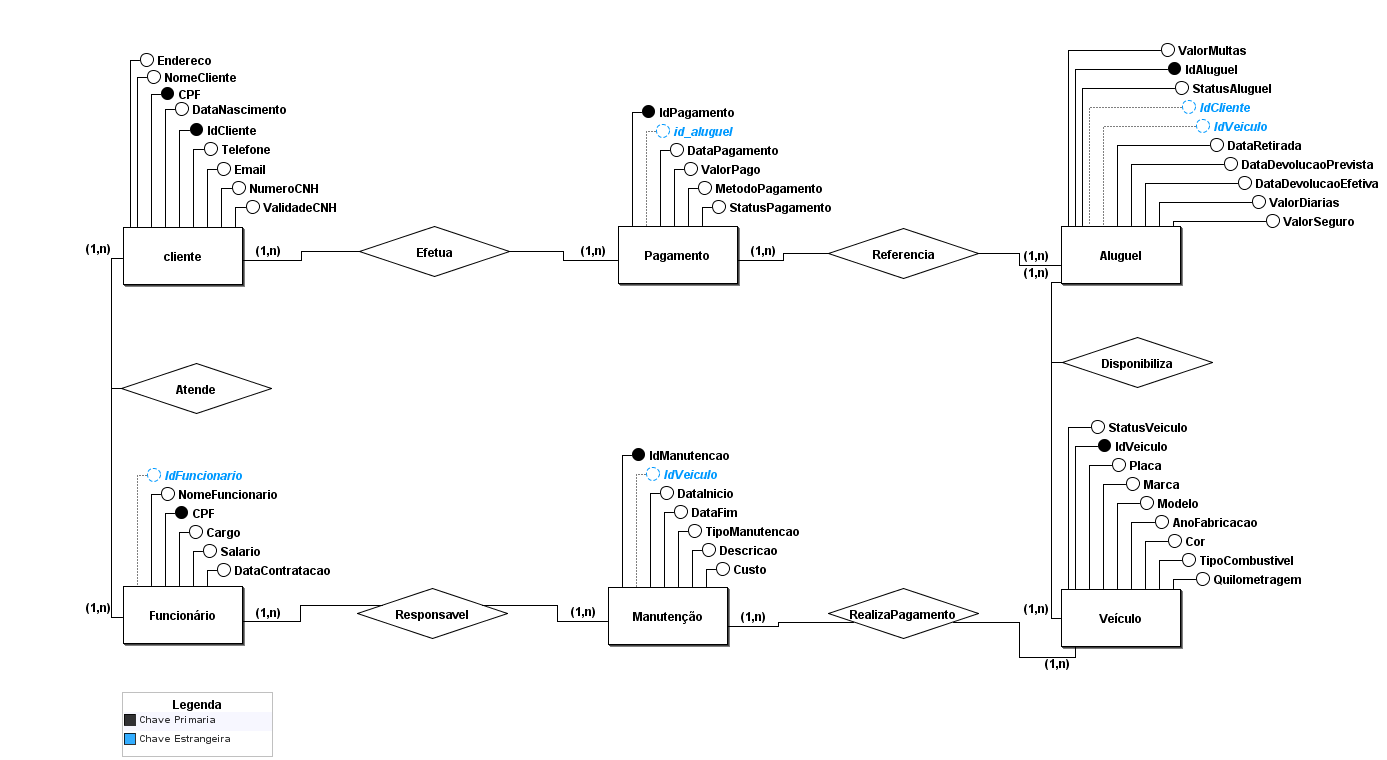 Endereco
NomeCliente
CPF
DataNascimento
IdCliente
Telefone
Email
NumeroCNH
ValidadeCNH
(1,n)
cliente
(1,n)
Efetua
(1,n)
IdPagamento
id_aluguel
DataPagamento
ValorPago
MetodoPagamento
StatusPagamento
Pagamento
(1,n)
Referencia
(1,n)
(1,n)
ValorMultas
IdAluguel
StatusAluguel
IdCliente
IdVeiculo
DataRetirada
DataDevolucaoPrevista
DataDevolucaoEfetiva
ValorDiarias
ValorSeguro
Aluguel
Atende
Disponibiliza
IdFuncionario
NomeFuncionario
CPF
Cargo
Salario
DataContratacao
(1,n)
Funcionário
(1,n)
Responsavel
(1,n)
IdManutencao
IdVeiculo
DataInicio
DataFim
TipoManutencao
Descricao
Custo
Manutenção
(1,n)
RealizaPagamento
(1,n)
(1,n)
StatusVeiculo
IdVeiculo
Placa
Marca
Modelo
AnoFabricacao
Cor
TipoCombustivel
Quilometragem
Veículo
Legenda
Chave Primaria
Chave Estrangeira